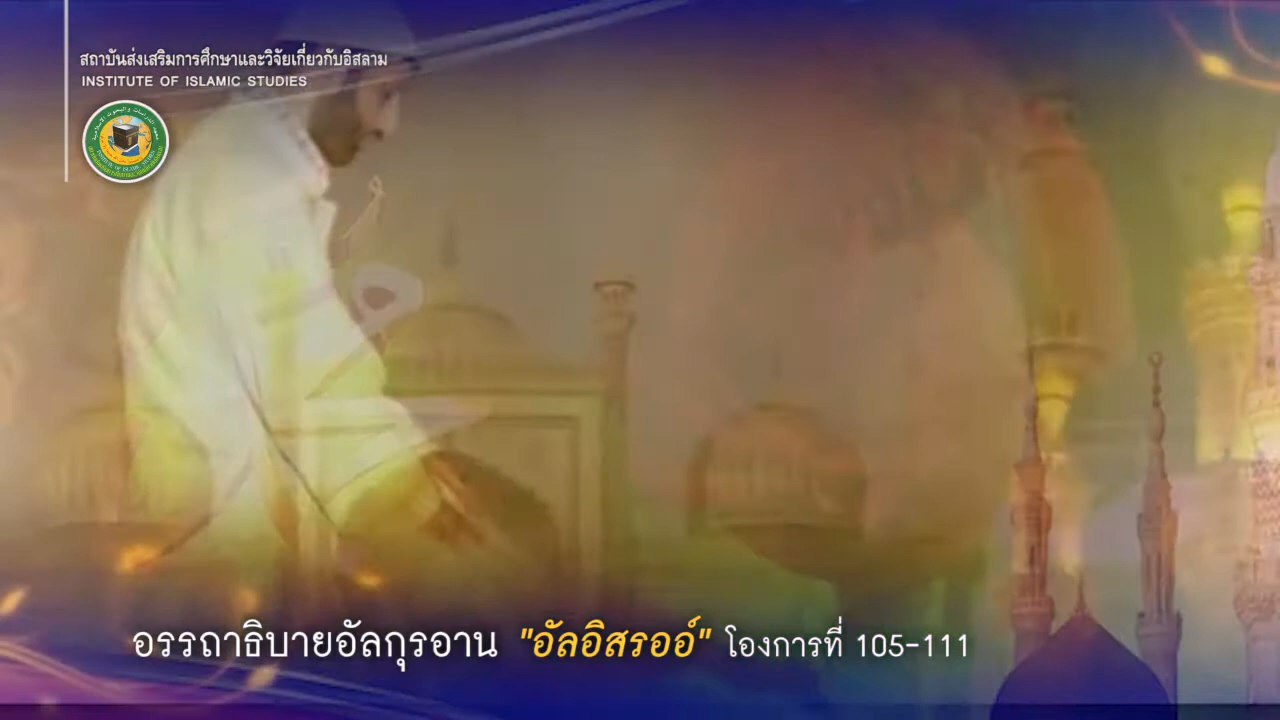 สถาบันส่งเสริมการศึกษาและวิจัยเกี่ยวกับอิสลาม
INSTITUTE OF ISLAMIC STUDIES
อรรถาธิบายอัลกุรอาน "อัลอิสรออ์" โองการที่ 105-111